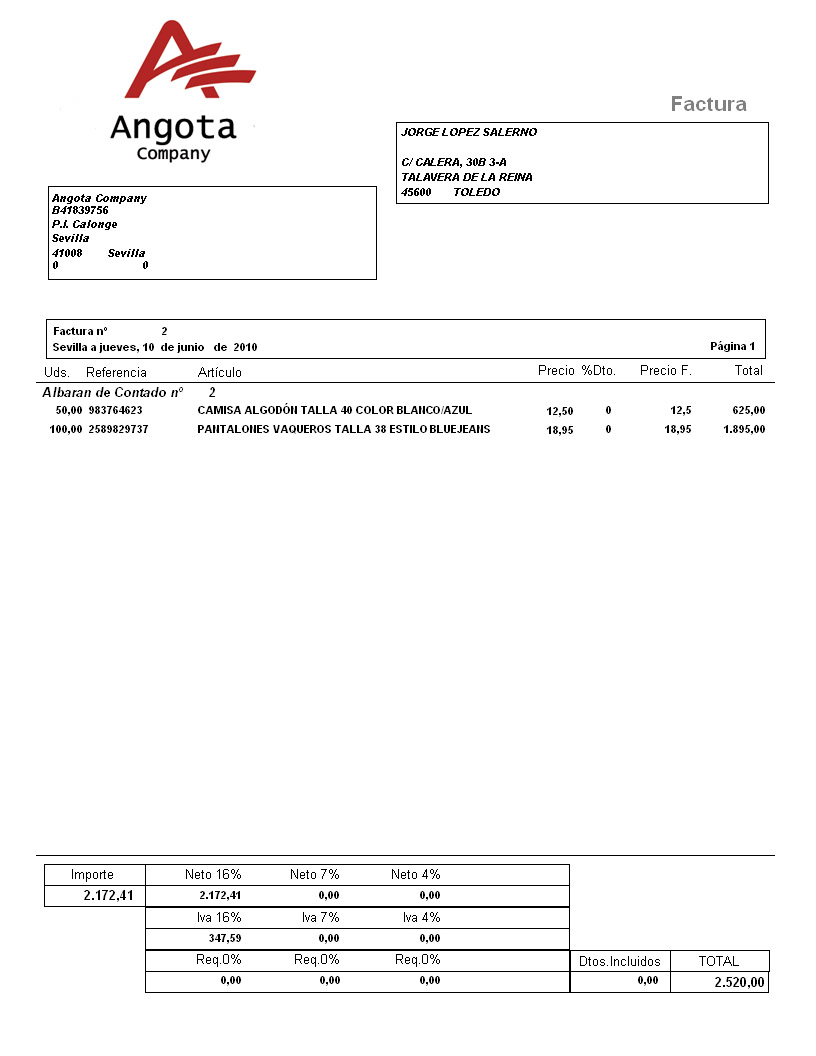 Angota
Company
Factura
JORGE LOPEZ SALERNO
C/ CALERA, 30B 3-A
TALAVERA DE LA REINA
45600 TOLEDO
Angota Company
B41839756
P.I. Calonge
Sevilla
41008 Sevilla
0 0
Factura nº 2
Sevilla a jueves, 10 de junio de 2010 Página 1
Uds. Referencia Artículo Precio %Dto. Precio F. Total
Albaran de Contado nº 2
50,00 983764623 CAMISA ALGODÓN TALLA 40 COLOR BLANCO/AZUL 12,50 0 12,5 625,00
100,00 2589829737 PANTALONES VAQUEROS TALLA 38 ESTILO BLUEJEANS 18,95 0 18,95 1.895,00
Importe Neto 16% Neto 7% Neto 4%
2.172,41 2.172,41 0,00 0,00
Iva 16% Iva 7% Iva 4%
347,59 0,00 0,00
Req.0% Req.0% Req.0% Dtos.Incluidos TOTAL
0,00 0,00 0,00 0,00 2.520,00